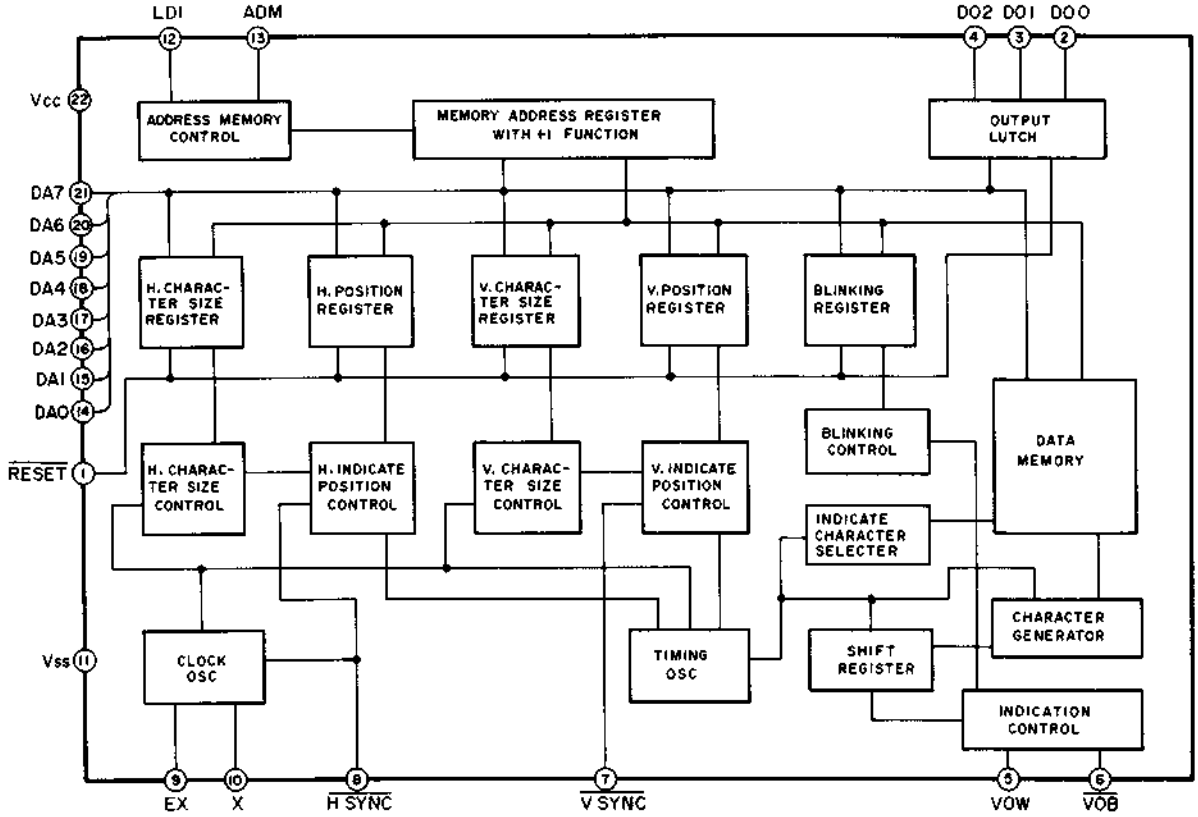 LDI ADM DO2 DO1 DO0
12 13 4 3 2
Vcc 22
ADDRESS MEMORY
CONTROL
MEMORY ADDRESS REGISTER
WITH +1 FUNCTION
OUTPUT
LUTCH
DA7 21
DA6 20
DA5 19
DA4 18
DA3 17
DA2 16
DA1 15
DA0 14
H. CHARAC-
TER SIZE
REGISTER
H. POSITION
REGISTER
V. CHARAC-
TER SIZE
REGISTER
V. POSITION
REGISTER
BLINKING
REGISTER
RESET 1
H. CHARAC-
TER SIZE
CONTROL
H. INDICATE
POSITION
CONTROL
V. CHARAC-
TER SIZE
CONTROL
V. INDICATE
POSITION
CONTROL
BLINKING
CONTROL
DATA
MEMORY
INDICATE
CHARACTER
SELECTER
Vss 11
CLOCK
OSC
TIMING
OSC
SHIFT
REGISTER
CHARACTER
GENERATOR
INDICATION
CONTROL
9 10 8 7 5 6
EX X H SYNC V SYNC VOW VOB